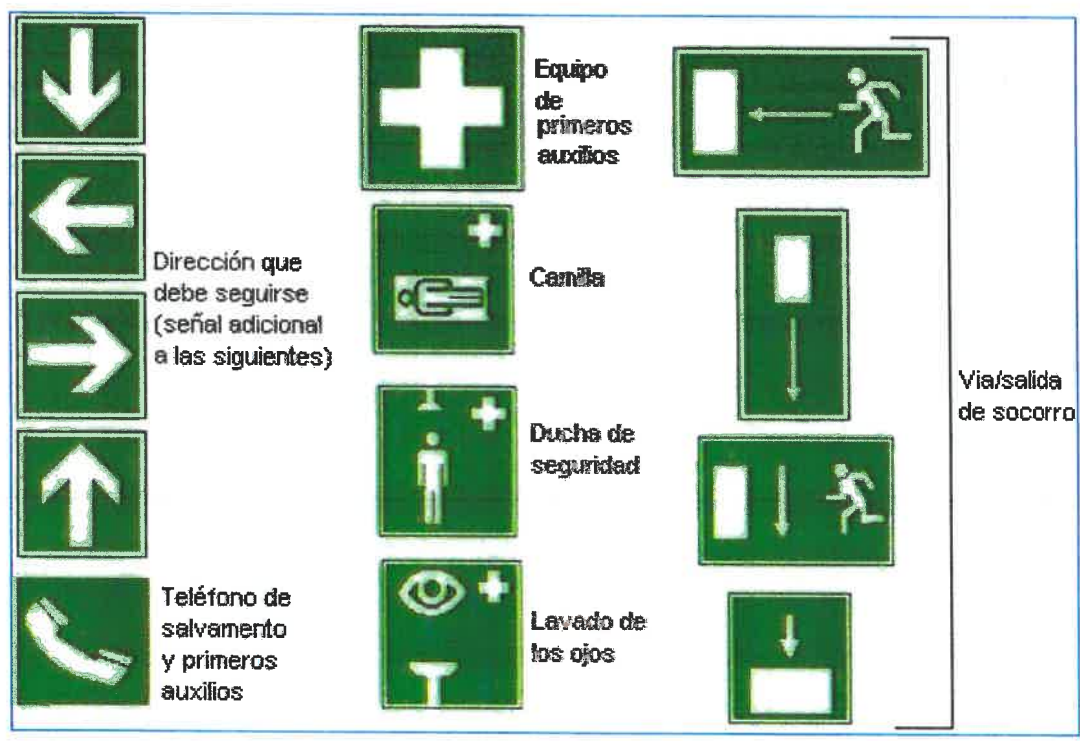 Dirección que
debe seguirse
(señal adicional
a las siguientes)
Teléfono de
salvamento
y primeros
auxilios
Equipo
de
primeros
auxilios
Camilla
Ducha de
seguridad
Lavado de
los ojos
Via/salida
de socorro